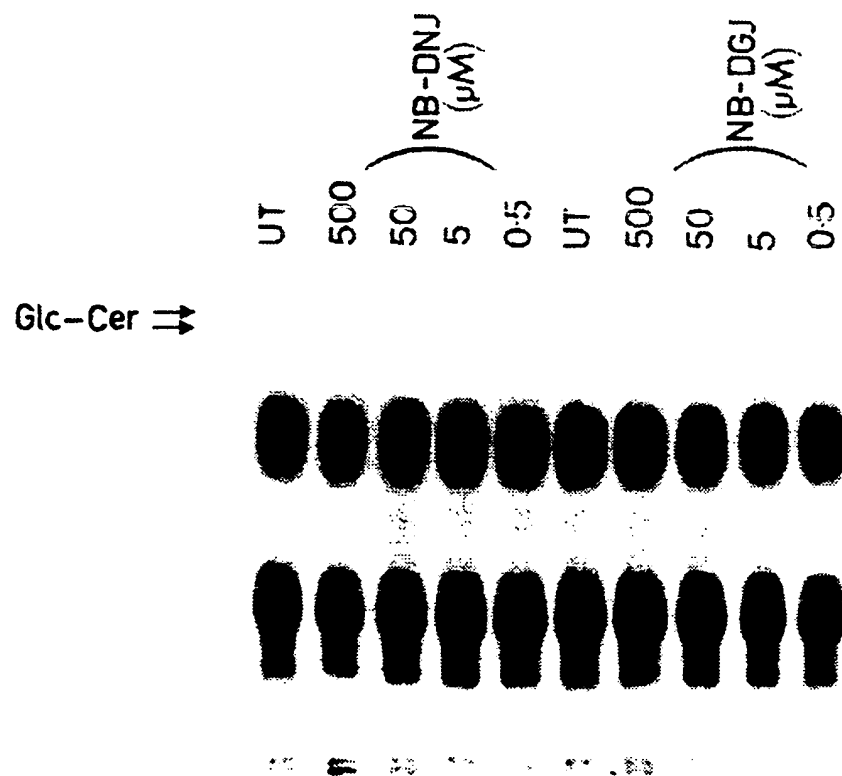 NB-DNJ
(μM)
NB-DGJ
(μM)
UT 500 50 5 0·5 UT 500 50 5 0·5
Glc-Cer